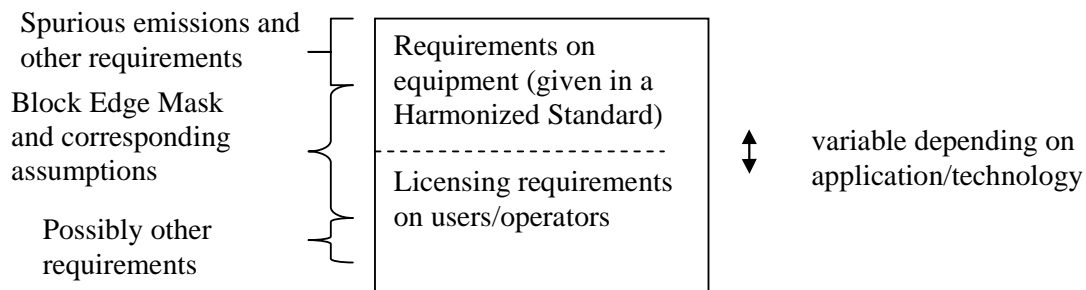 Spurious emissions and
other requirements
Block Edge Mask
and corresponding
assumptions
Possibly other
requirements
Requirements on
equipment (given in a
Harmonized Standard)
Licensing requirements
on users/operators
variable depending on
application/technology